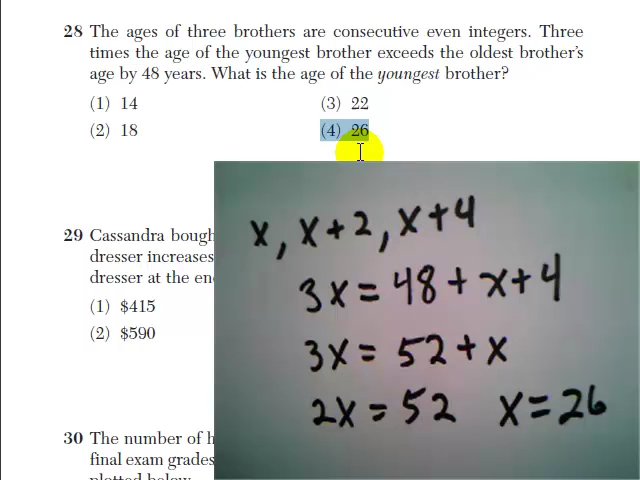 28 The ages of three brothers are consecutive even integers. Three
times the age of the youngest brother exceeds the oldest brother's
age by 48 years. What is the age of the youngest brother?
(1) 14 (3) 22
(2) 18 (4) 26
x, x+2, x+4
3x = 48 + x + 4
3x = 52 + x
2x = 52 x = 26
29 Cassandra bough
dresser increases
dresser at the en
(1) $415
(2) $590
30 The number of h
final exam grades
plotted below